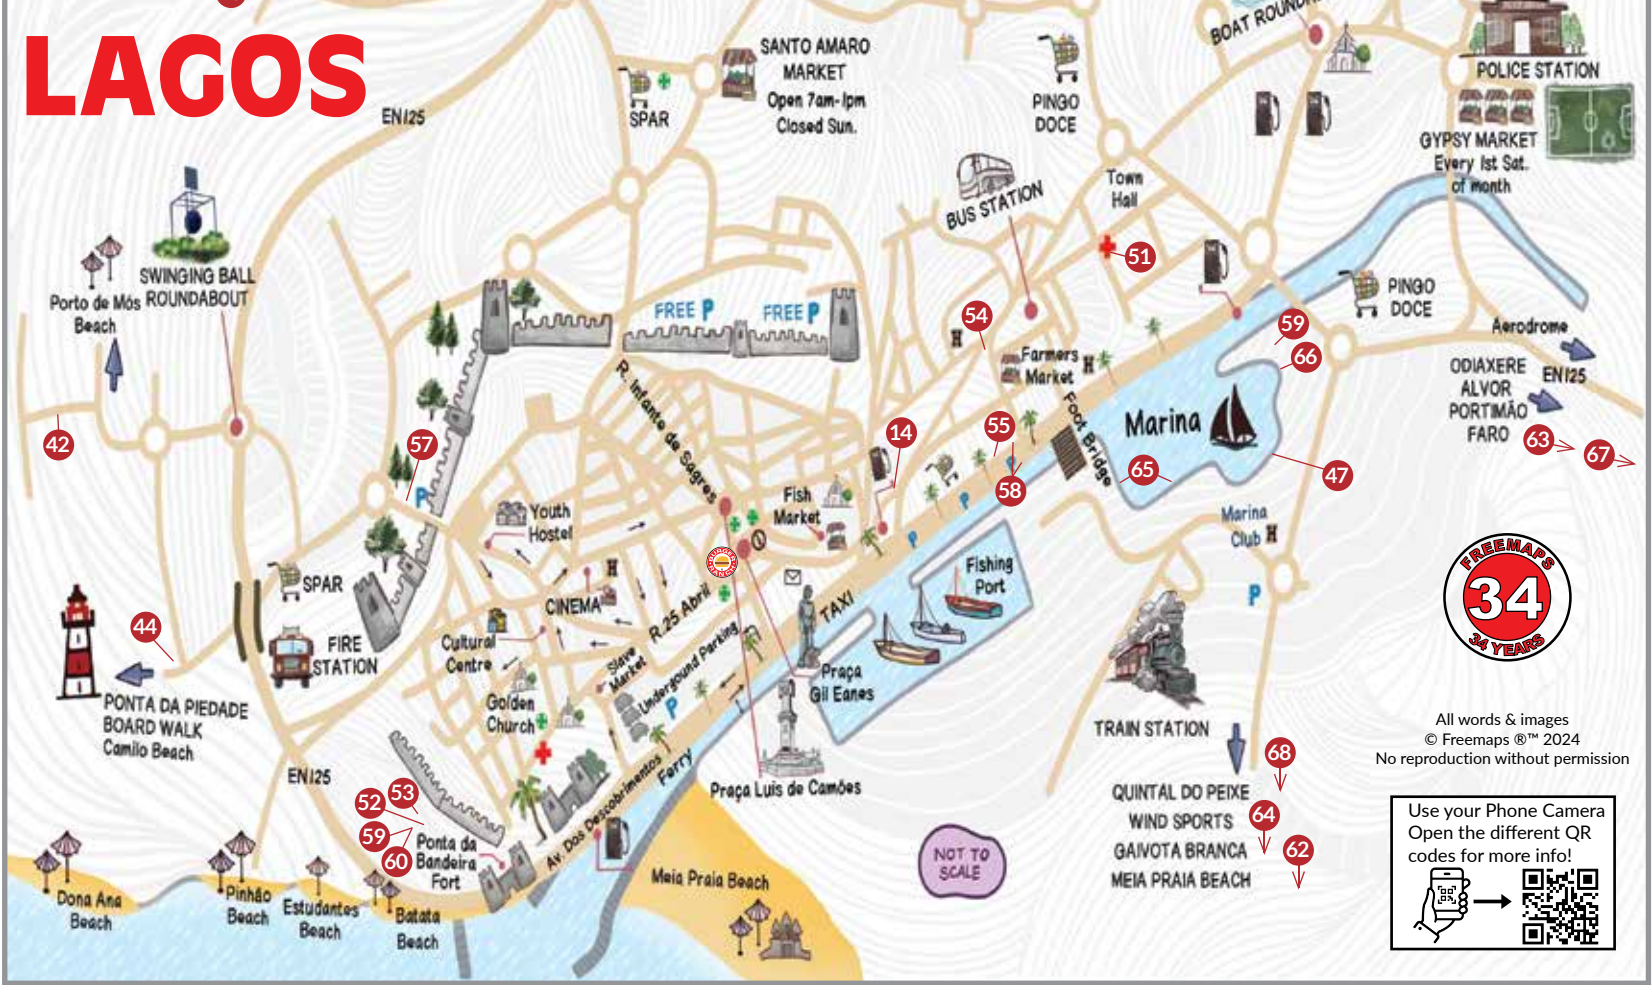 LAGOS
EN125
SPAR
SANTO AMARO
MARKET
Open 7am-1pm
Closed Sun.
PINGO
DOCE
POLICE STATION
GYPSY MARKET
Every 1st Sat.
of month
BUS STATION
Town
Hall
51
SWINGING BALL
ROUNDABOUT
Porto de Mós
Beach
FREE P
FREE P
PINGO
DOCE
Aerodrome
EN125
ODIAXERE
ALVOR
PORTIMÃO
FARO
63
67
54
59
66
H
Farmers
Market
H
R. Infante de Sagres
Foot Bridge
Marina
42
57
P
14
55
58
P
65
47
P
P
Youth
Hostel
Fish
Market
Marina
Club H
P
Fishing
Port
FREEMAPS
34
34 YEARS
SPAR
FIRE
STATION
CINEMA
H
BURGER
RANCH
R. 25 Abril
TAXI
Cultural
Centre
Slave
Market
Underground Parking
P
Praça
Gil Eanes
44
Golden
Church
PONTA DA PIEDADE
BOARD WALK
Camilo Beach
TRAIN STATION
All words & images
© Freemaps ®™ 2024
No reproduction without permission
EN125
Av. Dos Descobrimentos
Ferry
Praça Luis de Camões
68
QUINTAL DO PEIXE
WIND SPORTS
64
GAIVOTA BRANCA
62
MEIA PRAIA BEACH
52
53
59
60
Ponta da
Bandeira
Fort
NOT TO
SCALE
Meia Praia Beach
Use your Phone Camera
Open the different QR
codes for more info!
Dona Ana
Beach
Pinhão
Beach
Estudantes
Beach
Batata
Beach